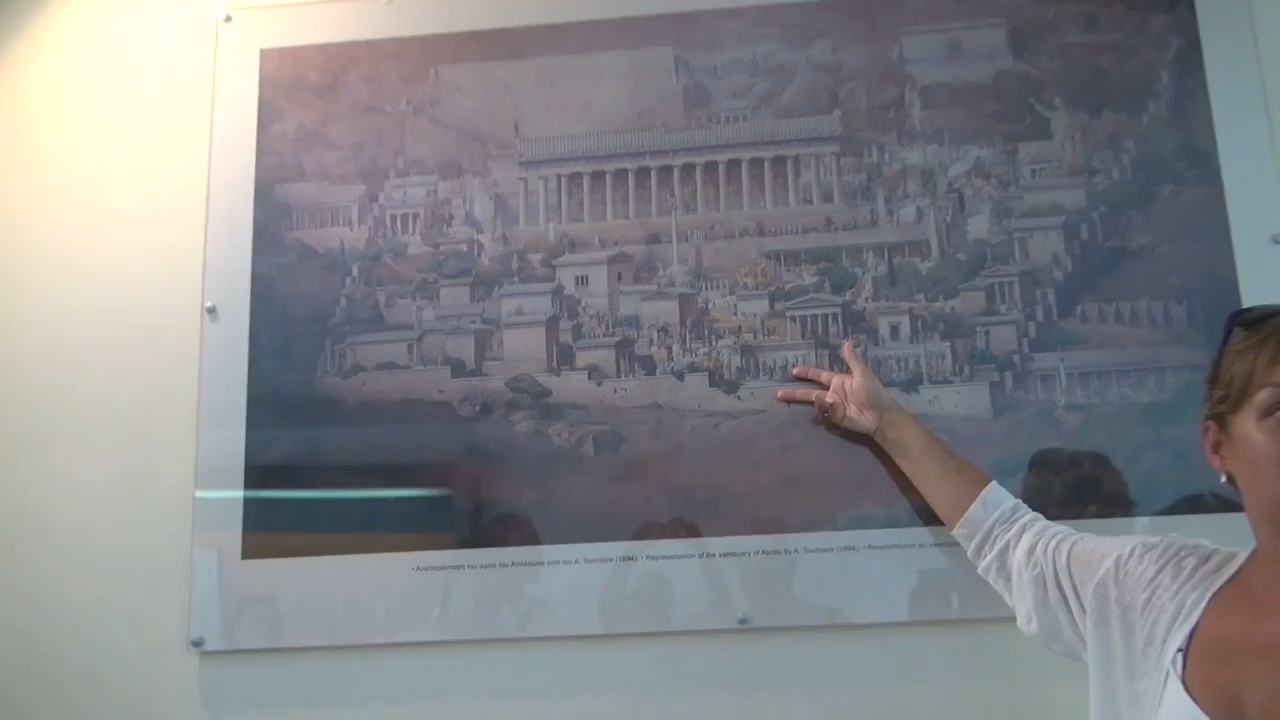 • Αναπαράσταση του ιερού του Απόλλωνα από τον A. Tournaire (1894). • Representation of the sanctuary of Apollo by A. Tournaire (1894). • Reconstitution du sanctuaire